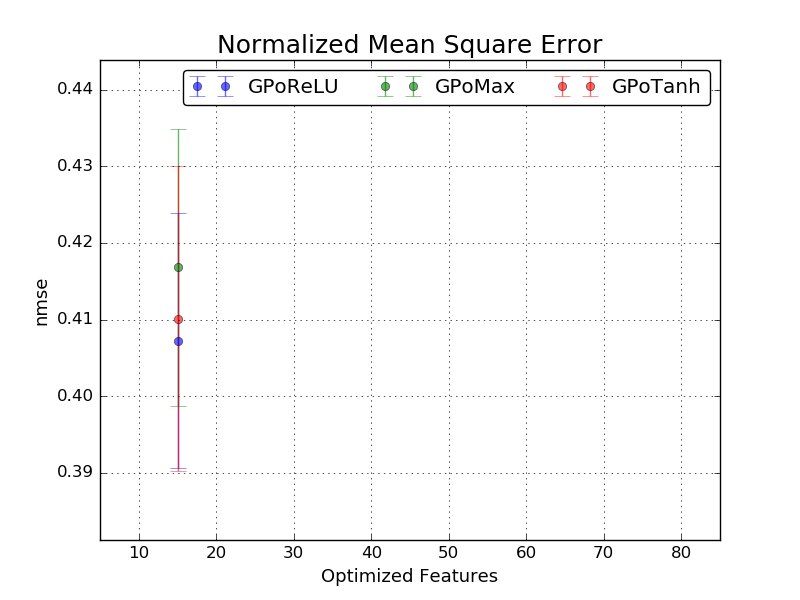 Normalized Mean Square Error
GPoReLU GPoMax GPoTanh
0.44
0.43
0.42
0.41
0.40
0.39
nmse
10 20 30 40 50 60 70 80
Optimized Features